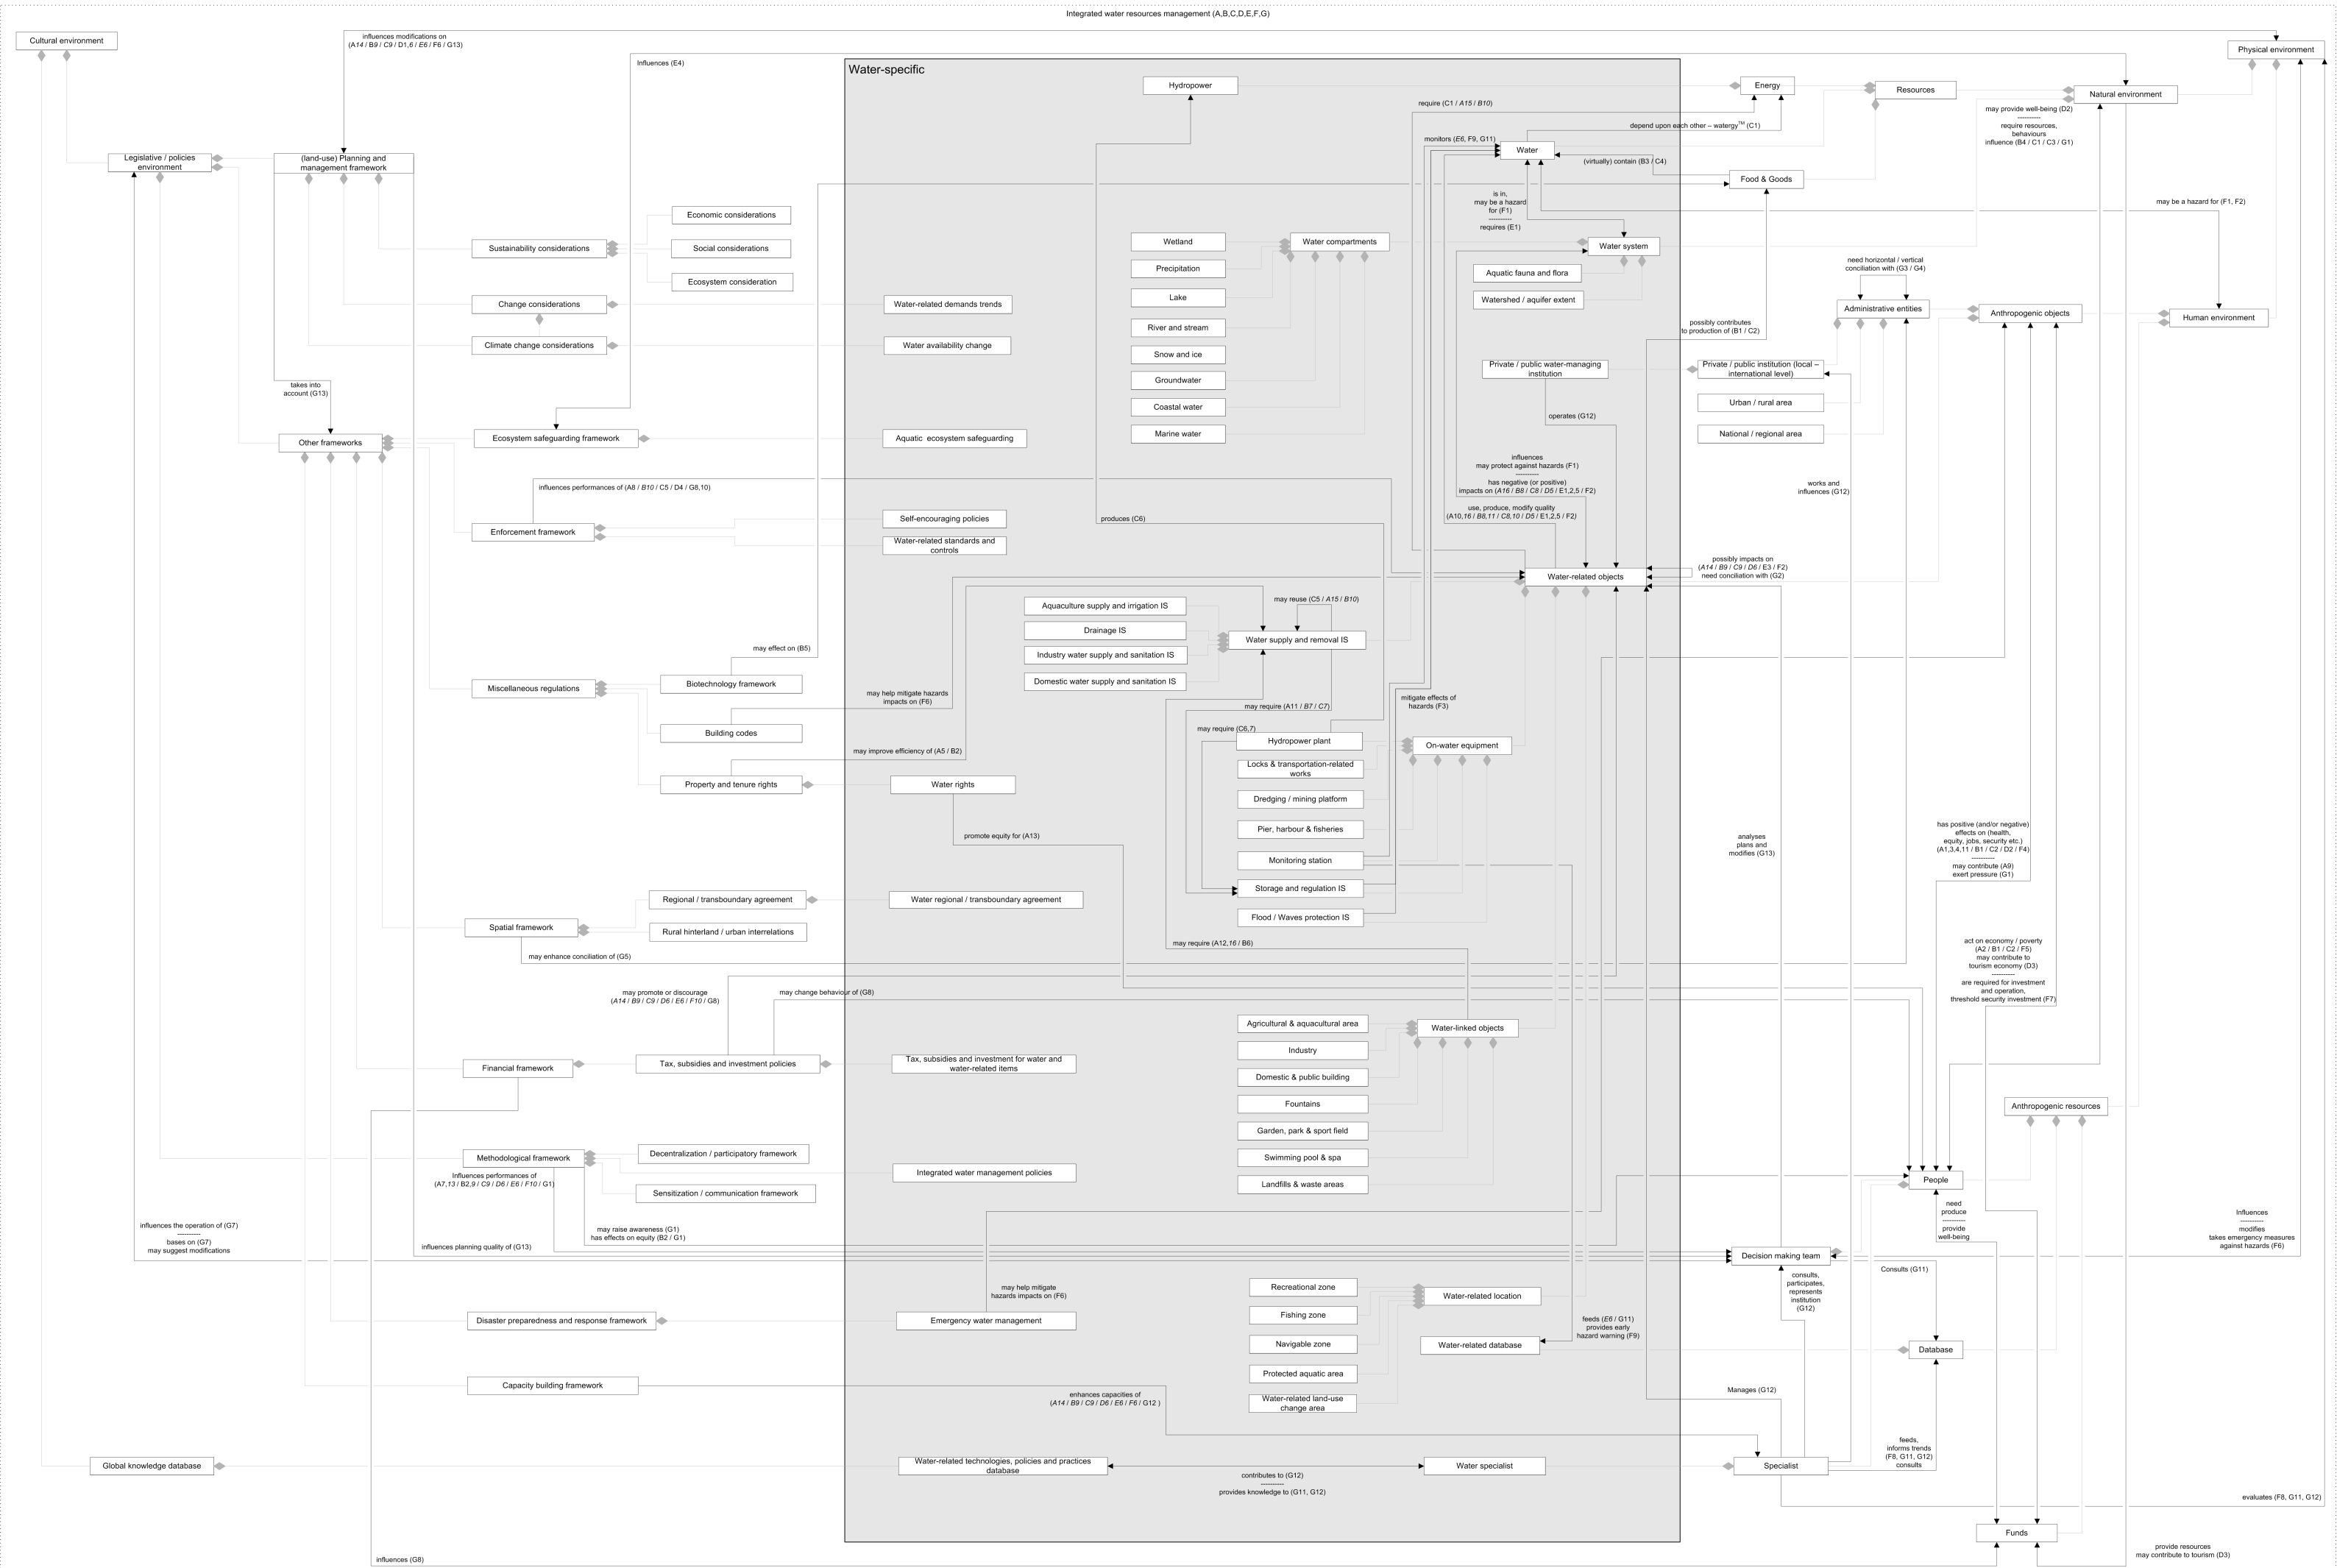 Integrated water resources management (A,B,C,D,E,F,G)
Cultural environment
influences modifications on
(A14 / B9 / C9 / D1,6 / E6 / F6 / G13)
Physical environment
Influences (E4)
Water-specific
Hydropower
Energy
Resources
Natural environment
require (C1 / A15 / B10)
may provide well-being (D2)
----------
require resources,
behaviours
influence (B4 / C1 / C3 / G1)
depend upon each other – watergy™ (C1)
monitors (E6, F9, G11)
Water
(virtually) contain (B3 / C4)
Legislative / policies
environment
(land-use) Planning and
management framework
Food & Goods
is in,
may be a hazard
for (F1)
----------
requires (E1)
may be a hazard for (F1, F2)
Economic considerations
Sustainability considerations
Social considerations
Ecosystem consideration
Wetland
Water compartments
Water system
Precipitation
Aquatic fauna and flora
Lake
Watershed / aquifer extent
River and stream
Snow and ice
Groundwater
Coastal water
Marine water
need horizontal / vertical
conciliation with (G3 / G4)
Administrative entities
Anthropogenic objects
Human environment
Change considerations
Water-related demands trends
Climate change considerations
Water availability change
possibly contributes
to production of (B1 / C2)
Private / public water-managing
institution
Private / public institution (local –
international level)
Urban / rural area
National / regional area
takes into
account (G13)
operates (G12)
Other frameworks
Ecosystem safeguarding framework
Aquatic ecosystem safeguarding
influences
may protect against hazards (F1)
----------
has negative (or positive)
impacts on (A16 / B8 / C8 / D5 / E1,2,5 / F2)
works and
influences (G12)
influences performances of (A8 / B10 / C5 / D4 / G8,10)
use, produce, modify quality
(A10,16 / B8,11 / C8,10 / D5 / E1,2,5 / F2)
produces (C6)
Enforcement framework
Self-encouraging policies
Water-related standards and
controls
possibly impacts on
(A14 / B9 / C9 / D6 / E3 / F2)
need conciliation with (G2)
Water-related objects
Aquaculture supply and irrigation IS
may reuse (C5 / A15 / B10)
Drainage IS
Water supply and removal IS
Industry water supply and sanitation IS
Domestic water supply and sanitation IS
may effect on (B5)
Miscellaneous regulations
Biotechnology framework
may help mitigate hazards
impacts on (F6)
mitigate effects of
hazards (F3)
may require (A11 / B7 / C7)
Building codes
may require (C6,7)
Hydropower plant
On-water equipment
may improve efficiency of (A5 / B2)
Locks & transportation-related
works
Property and tenure rights
Water rights
Dredging / mining platform
Pier, harbour & fisheries
promote equity for (A13)
analyses
plans and
modifies (G13)
has positive (and/or negative)
effects on (health,
equity, jobs, security etc.)
(A1,3,4,11 / B1 / C2 / D2 / F4)
----------
may contribute (A9)
exert pressure (G1)
Monitoring station
Storage and regulation IS
Flood / Waves protection IS
Regional / transboundary agreement
Water regional / transboundary agreement
Spatial framework
Rural hinterland / urban interrelations
may require (A12,16 / B6)
may enhance conciliation of (G5)
act on economy / poverty
(A2 / B1 / C2 / F5)
may contribute to
tourism economy (D3)
----------
are required for investment
and operation,
threshold security investment (F7)
may promote or discourage
(A14 / B9 / C9 / D6 / E6 / F10 / G8)
may change behaviour of (G8)
Agricultural & aquacultural area
Water-linked objects
Industry
Domestic & public building
Fountains
Garden, park & sport field
Swimming pool & spa
Landfills & waste areas
Financial framework
Tax, subsidies and investment policies
Tax, subsidies and investment for water and
water-related items
Anthropogenic resources
Methodological framework
Decentralization / participatory framework
Integrated water management policies
Sensitization / communication framework
Influences performances of
(A7,13 / B2,9 / C9 / D6 / E6 / F10 / G1)
People
need
produce
----------
provide
well-being
influences the operation of (G7)
----------
bases on (G7)
may suggest modifications
may raise awareness (G1)
has effects on equity (B2 / G1)
influences planning quality of (G13)
Influences
----------
modifies
takes emergency measures
against hazards (F6)
Decision making team
Consults (G11)
consults,
participates,
represents
institution
(G12)
may help mitigate
hazards impacts on (F6)
Recreational zone
Water-related location
Fishing zone
Navigable zone
Protected aquatic area
Water-related land-use
change area
Disaster preparedness and response framework
Emergency water management
feeds (E6 / G11)
provides early
hazard warning (F9)
Water-related database
Database
Capacity building framework
enhances capacities of
(A14 / B9 / C9 / D6 / E6 / F6 / G12 )
Manages (G12)
feeds,
informs trends
(F8, G11, G12)
consults
Global knowledge database
Water-related technologies, policies and practices
database
contributes to (G12)
----------
provides knowledge to (G11, G12)
Water specialist
Specialist
evaluates (F8, G11, G12)
Funds
influences (G8)
provide resources
may contribute to tourism (D3)